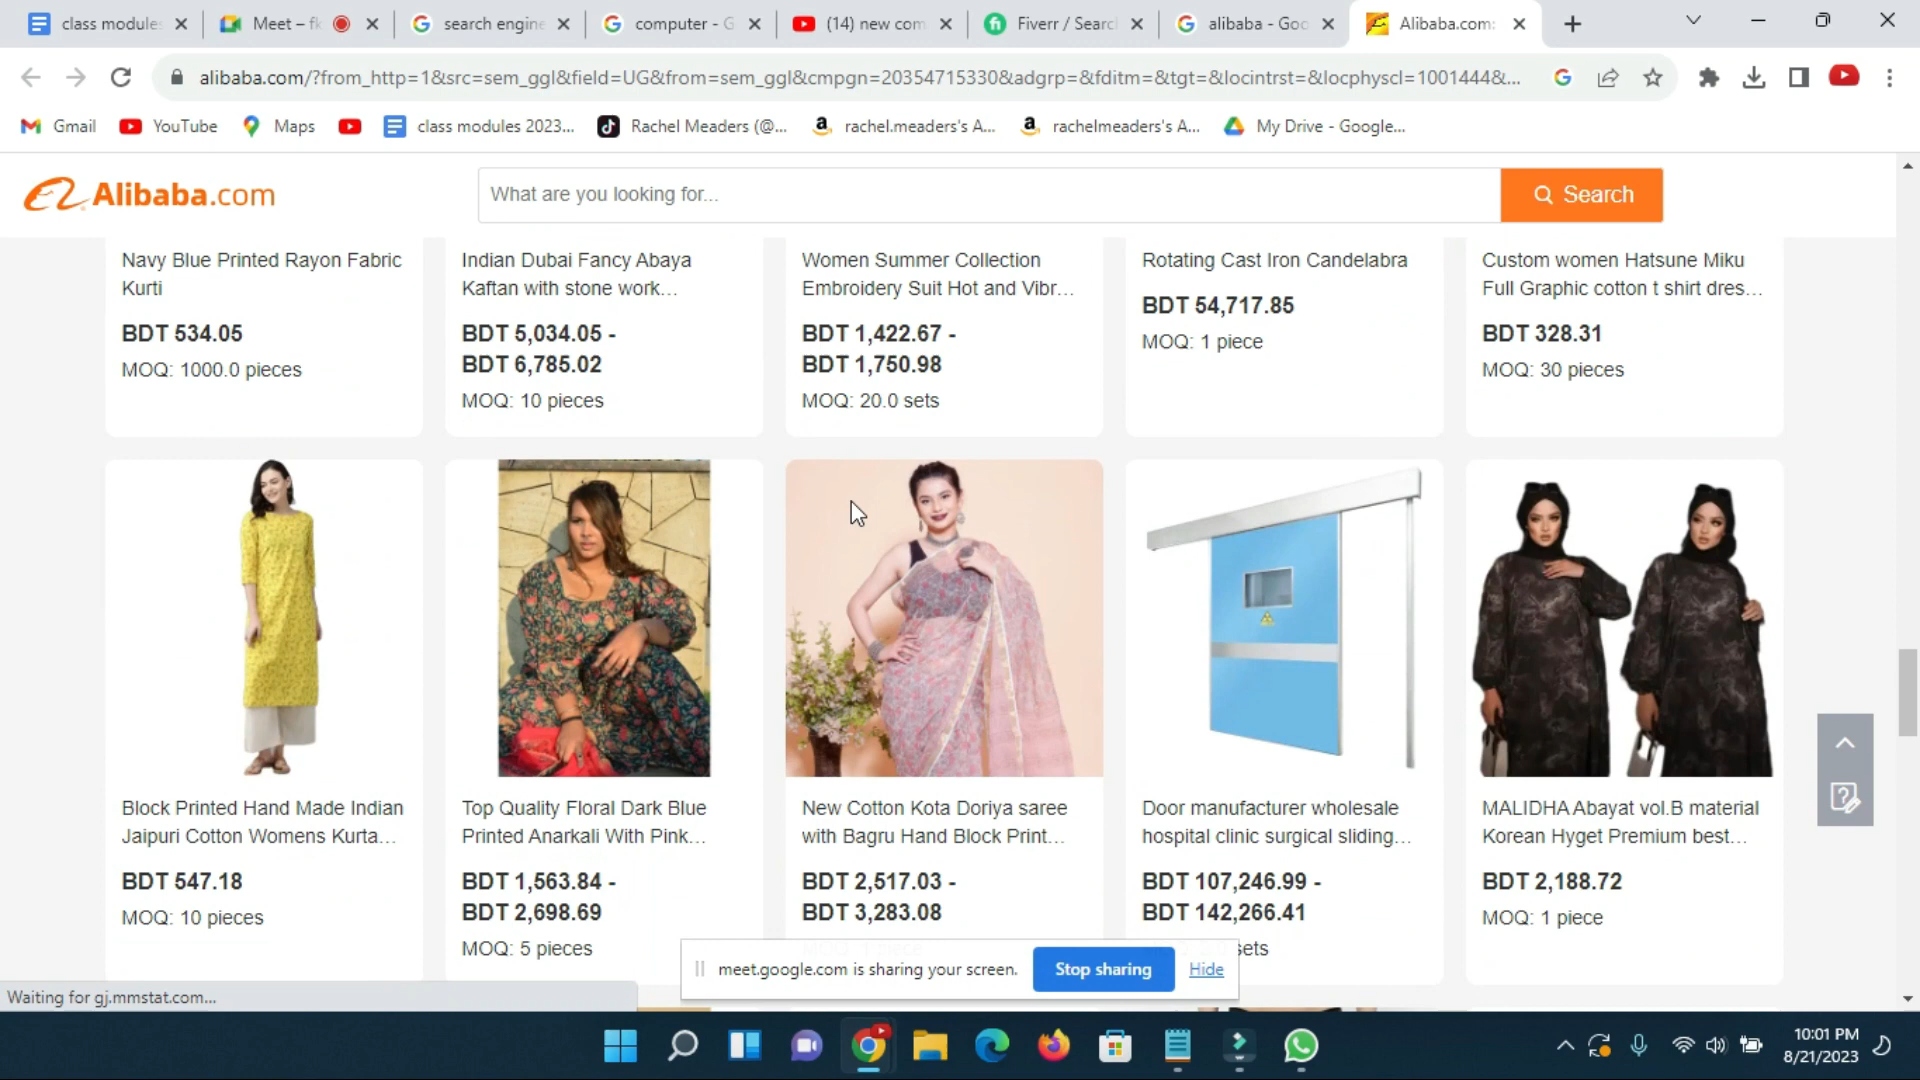 class modules
Meet – fk
search engine
computer - G
(14) new com
Fiverr / Searc
alibaba - Goo
Alibaba.com:
alibaba.com/?from_http=1&src=sem_ggl&field=UG&from=sem_ggl&cmpgn=20354715330&adgrp=&fditm=&tgt=&locintrst=&locphyscl=1001444&...
Gmail
YouTube
Maps
class modules 2023...
Rachel Meaders (@...
rachel.meaders's A...
rachelmeaders's A...
My Drive - Google...
Alibaba.com
What are you looking for...
Search
Navy Blue Printed Rayon Fabric
Kurti
BDT 534.05
MOQ: 1000.0 pieces
Indian Dubai Fancy Abaya
Kaftan with stone work...
BDT 5,034.05 -
BDT 6,785.02
MOQ: 10 pieces
Women Summer Collection
Embroidery Suit Hot and Vibr...
BDT 1,422.67 -
BDT 1,750.98
MOQ: 20.0 sets
Rotating Cast Iron Candelabra
BDT 54,717.85
MOQ: 1 piece
Custom women Hatsune Miku
Full Graphic cotton t shirt dres...
BDT 328.31
MOQ: 30 pieces
Block Printed Hand Made Indian
Jaipuri Cotton Womens Kurta...
BDT 547.18
MOQ: 10 pieces
Top Quality Floral Dark Blue
Printed Anarkali With Pink...
BDT 1,563.84 -
BDT 2,698.69
MOQ: 5 pieces
New Cotton Kota Doriya saree
with Bagru Hand Block Print...
BDT 2,517.03 -
BDT 3,283.08
Door manufacturer wholesale
hospital clinic surgical sliding...
BDT 107,246.99 -
BDT 142,266.41
sets
MALIDHA Abayat vol.B material
Korean Hyget Premium best...
BDT 2,188.72
MOQ: 1 piece
meet.google.com is sharing your screen.
Stop sharing
Hide
Waiting for gj.mmstat.com...
10:01 PM
8/21/2023